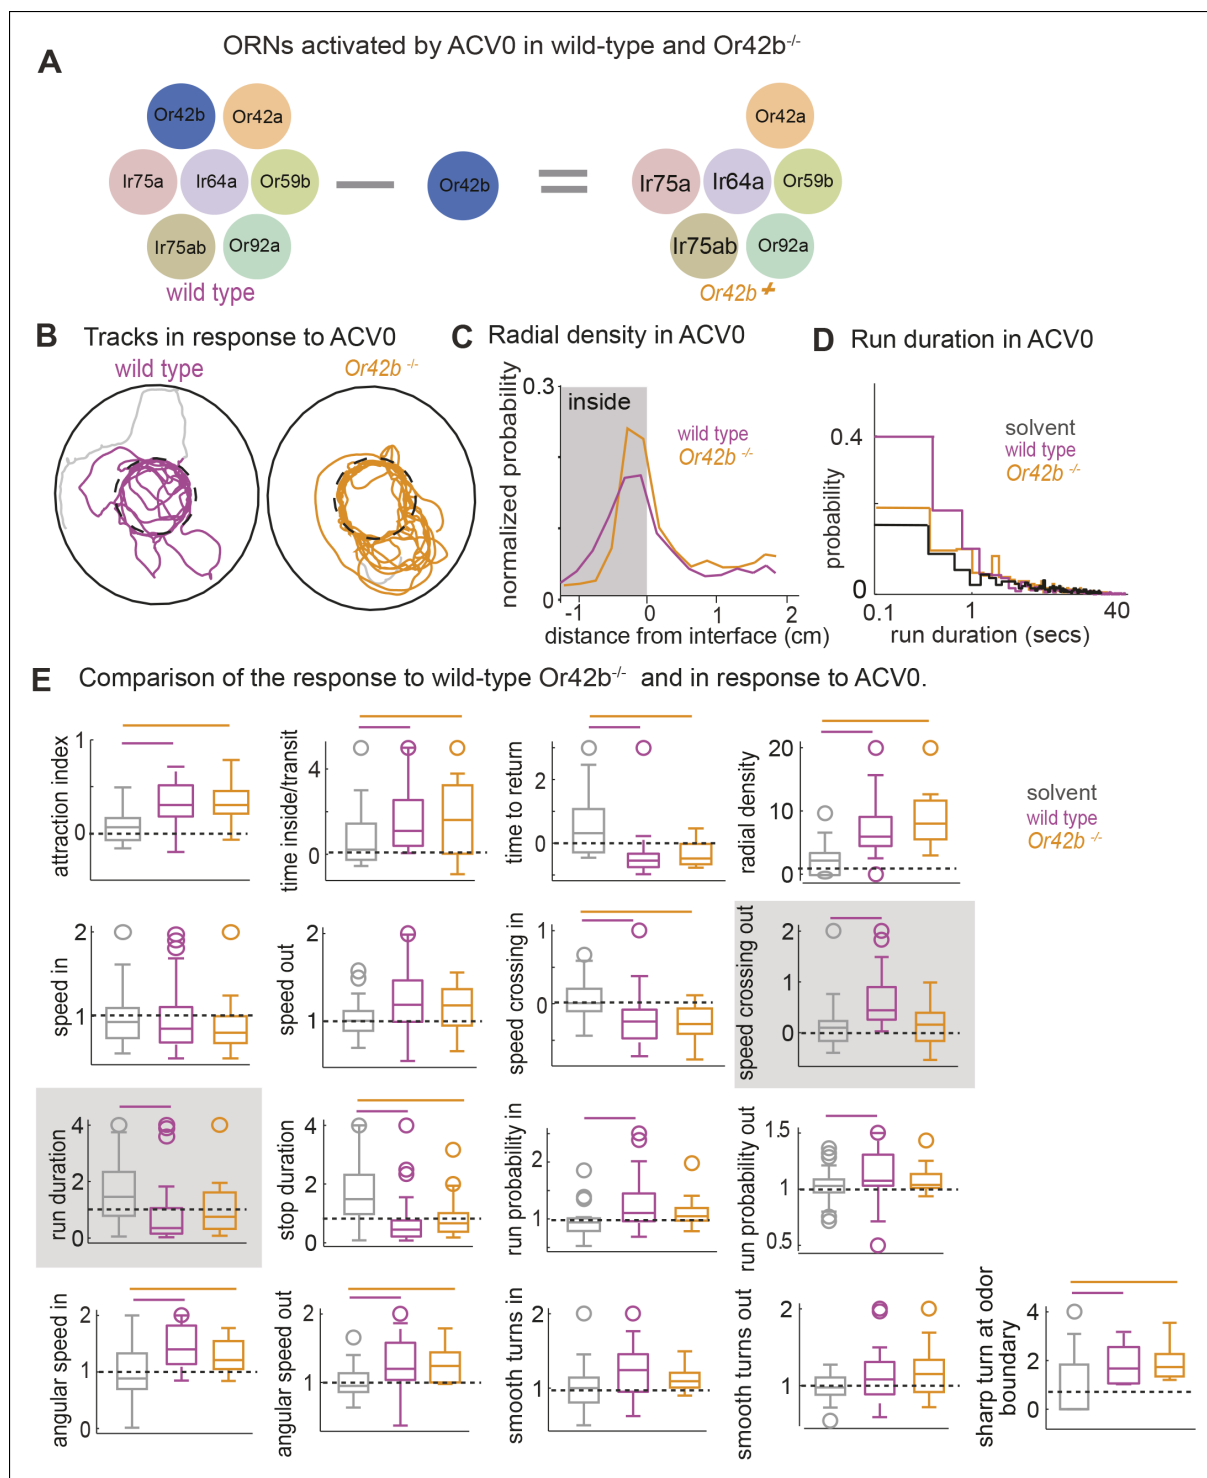 A
ORNs activated by ACV0 in wild-type and Or42b-/-
Or42b
Or42a
Ir75a
Ir64a
Or59b
Ir75ab
Or92a
wild type
Or42b
Or42a
Ir75a
Ir64a
Or59b
Ir75ab
Or92a
Or42b
B
Tracks in response to ACV0
wild type
Or42b -/-
C
Radial density in ACV0
normalized probability
0.3
0
inside
wild type
Or42b -/-
-1
0
1
2
distance from interface (cm)
D
Run duration in ACV0
probability
0.4
0
solvent
wild type
Or42b -/-
0.1
1
40
run duration (secs)
E
Comparison of the response to wild-type Or42b-/- and in response to ACV0.
attraction index
1
0
time inside/transit
4
0
time to return
2
0
radial density
20
10
0
solvent
wild type
Or42b -/-
speed in
2
1
speed out
2
1
speed crossing in
1
0
speed crossing out
2
1
0
run duration
4
2
0
stop duration
4
2
0
run probability in
2
1
run probability out
1.5
1
0.5
angular speed in
2
1
0
angular speed out
2
1
smooth turns in
2
1
smooth turns out
2
1
sharp turn at odor
boundary
4
2
0